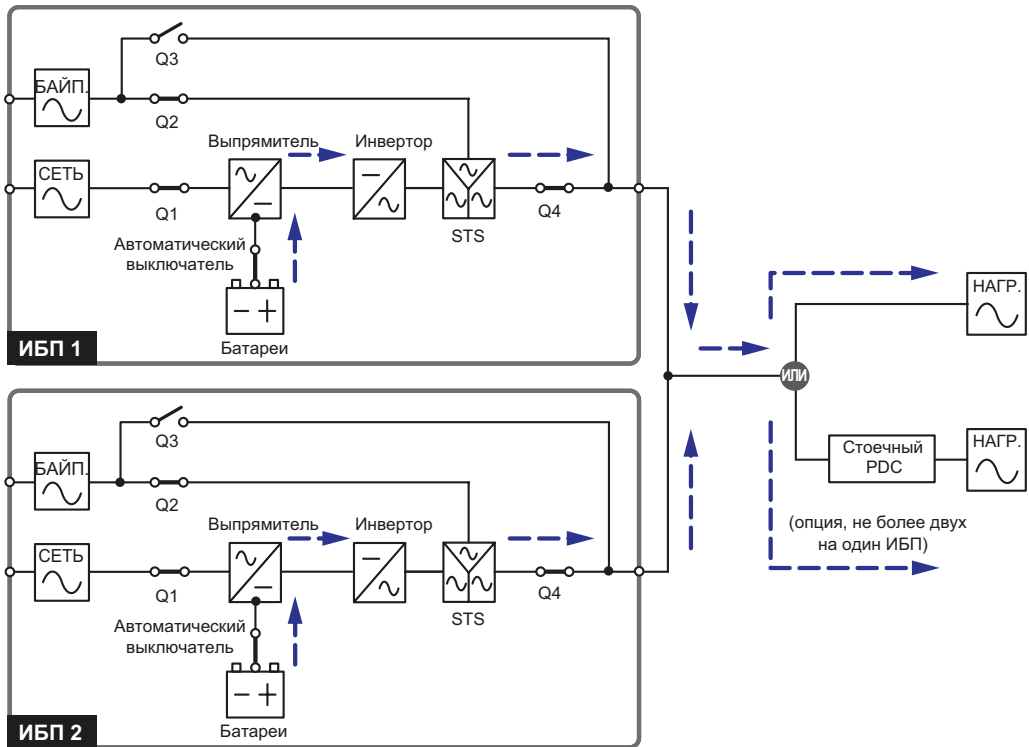 Q3
БАЙП.
Q2
Выпрямитель
Инвертор
СЕТЬ
Q1
STS
Q4
Автоматический
выключатель
Батареи
ИБП 1
НАГР.
ИЛИ
Стоечный
PDC
НАГР.
(опция, не более двух
на один ИБП)
Q3
БАЙП.
Q2
Выпрямитель
Инвертор
СЕТЬ
Q1
STS
Q4
Автоматический
выключатель
Батареи
ИБП 2